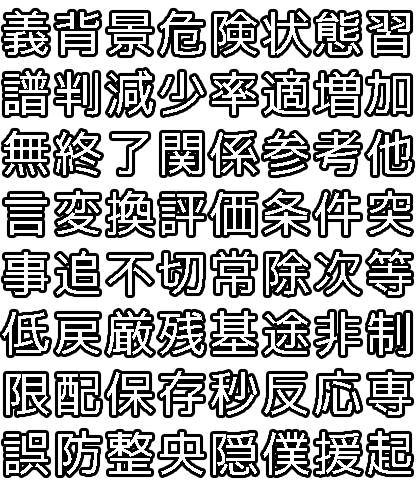 義背景危険状態習
譜判減少率適増加
無終了関係参考他
言変換評価条件突
事追不切常除次等
低戻厳残基途非制
限配保存秒反応専
誤防整央隠僕援起